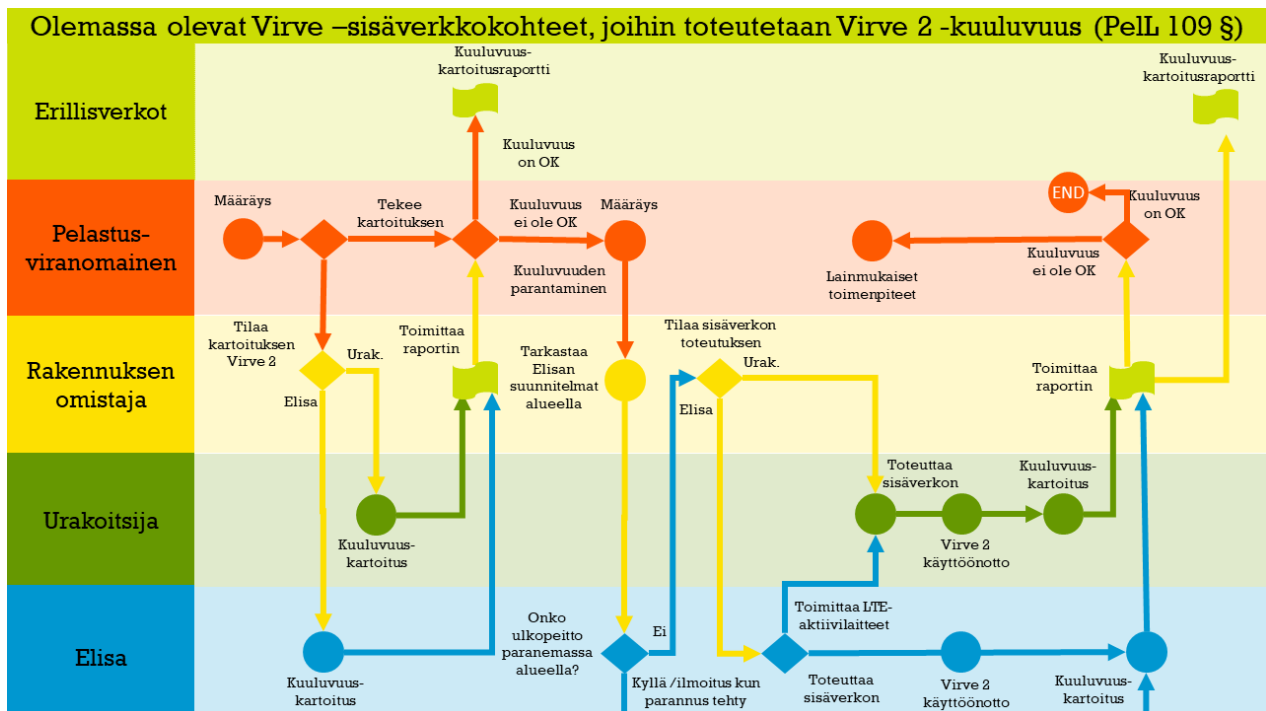 Olemassa olevat Virve –sisäverkkokohteet, joihin toteutetaan Virve 2 -kuuluvuus (PelL 109 §)
Erillisverkot
Kuuluvuus-
kartoitusraportti
Kuuluvuus
on OK
Kuuluvuus-
kartoitusraportti
Pelastus-
viranomainen
Määräys
Tekee
kartoituksen
Kuuluvuus
ei ole OK
Määräys
Kuuluvuuden
parantaminen
Lainmukaiset
toimenpiteet
END
Kuuluvuus
on OK
Kuuluvuus
ei ole OK
Rakennuksen
omistaja
Tilaa
kartoituksen
Virve 2
Urak.
Elisa
Toimittaa
raportin
Tarkastaa
Elisan
suunnitelmat
alueella
Tilaa sisäverkon
toteutuksen
Urak.
Elisa
Toimittaa
raportin
Urakoitsija
Kuuluvuus-
kartoitus
Toteuttaa
sisäverkon
Virve 2
käyttöönotto
Kuuluvuus-
kartoitus
Elisa
Kuuluvuus-
kartoitus
Onko
ulkopeitto
paranemassa
alueella?
Ei
Kyllä /ilmoitus kun
parannus tehty
Toimittaa LTE-
aktiivilaitteet
Toteuttaa
sisäverkon
Virve 2
käyttöönotto
Kuuluvuus-
kartoitus